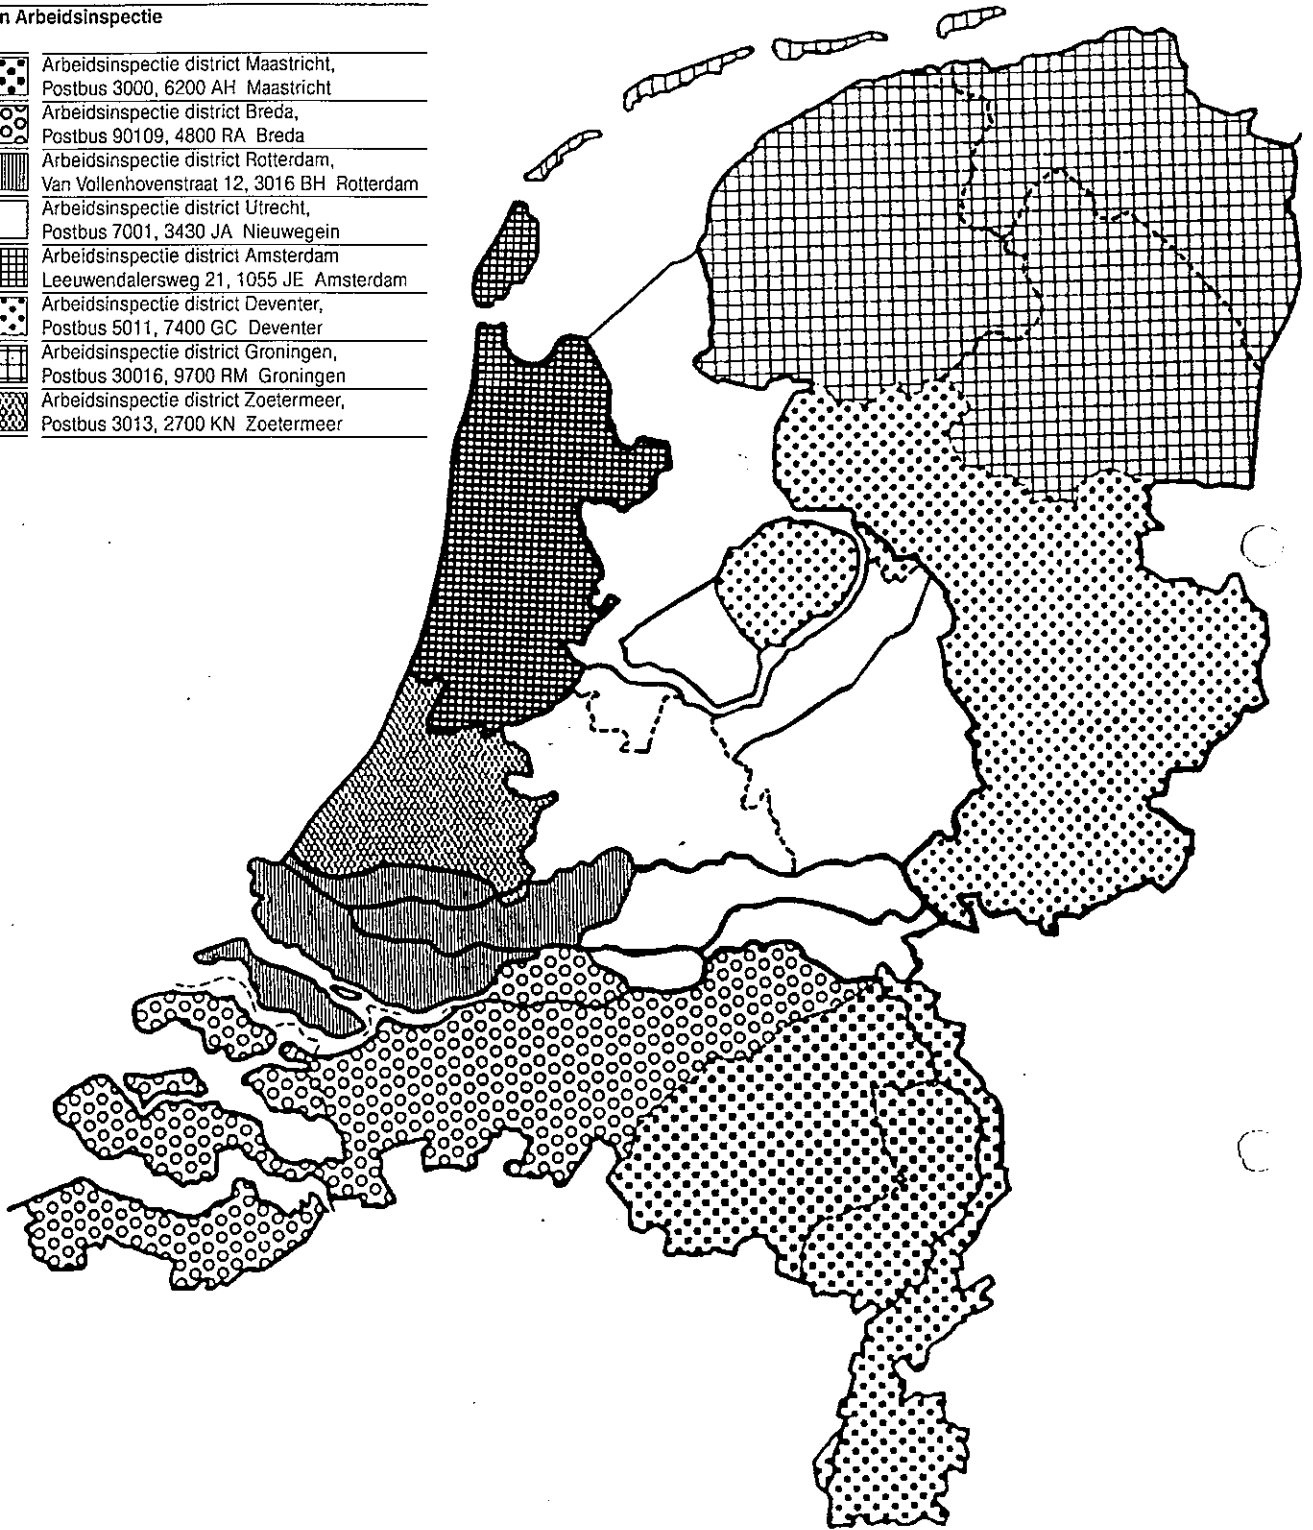 n Arbeidsinspectie
Arbeidsinspectie district Maastricht,
Postbus 3000, 6200 AH Maastricht
Arbeidsinspectie district Breda,
Postbus 90109, 4800 RA Breda
Arbeidsinspectie district Rotterdam,
Van Vollenhovenstraat 12, 3016 BH Rotterdam
Arbeidsinspectie district Utrecht,
Postbus 7001, 3430 JA Nieuwegein
Arbeidsinspectie district Amsterdam
Leeuwendalersweg 21, 1055 JE Amsterdam
Arbeidsinspectie district Deventer,
Postbus 5011, 7400 GC Deventer
Arbeidsinspectie district Groningen,
Postbus 30016, 9700 RM Groningen
Arbeidsinspectie district Zoetermeer,
Postbus 3013, 2700 KN Zoetermeer